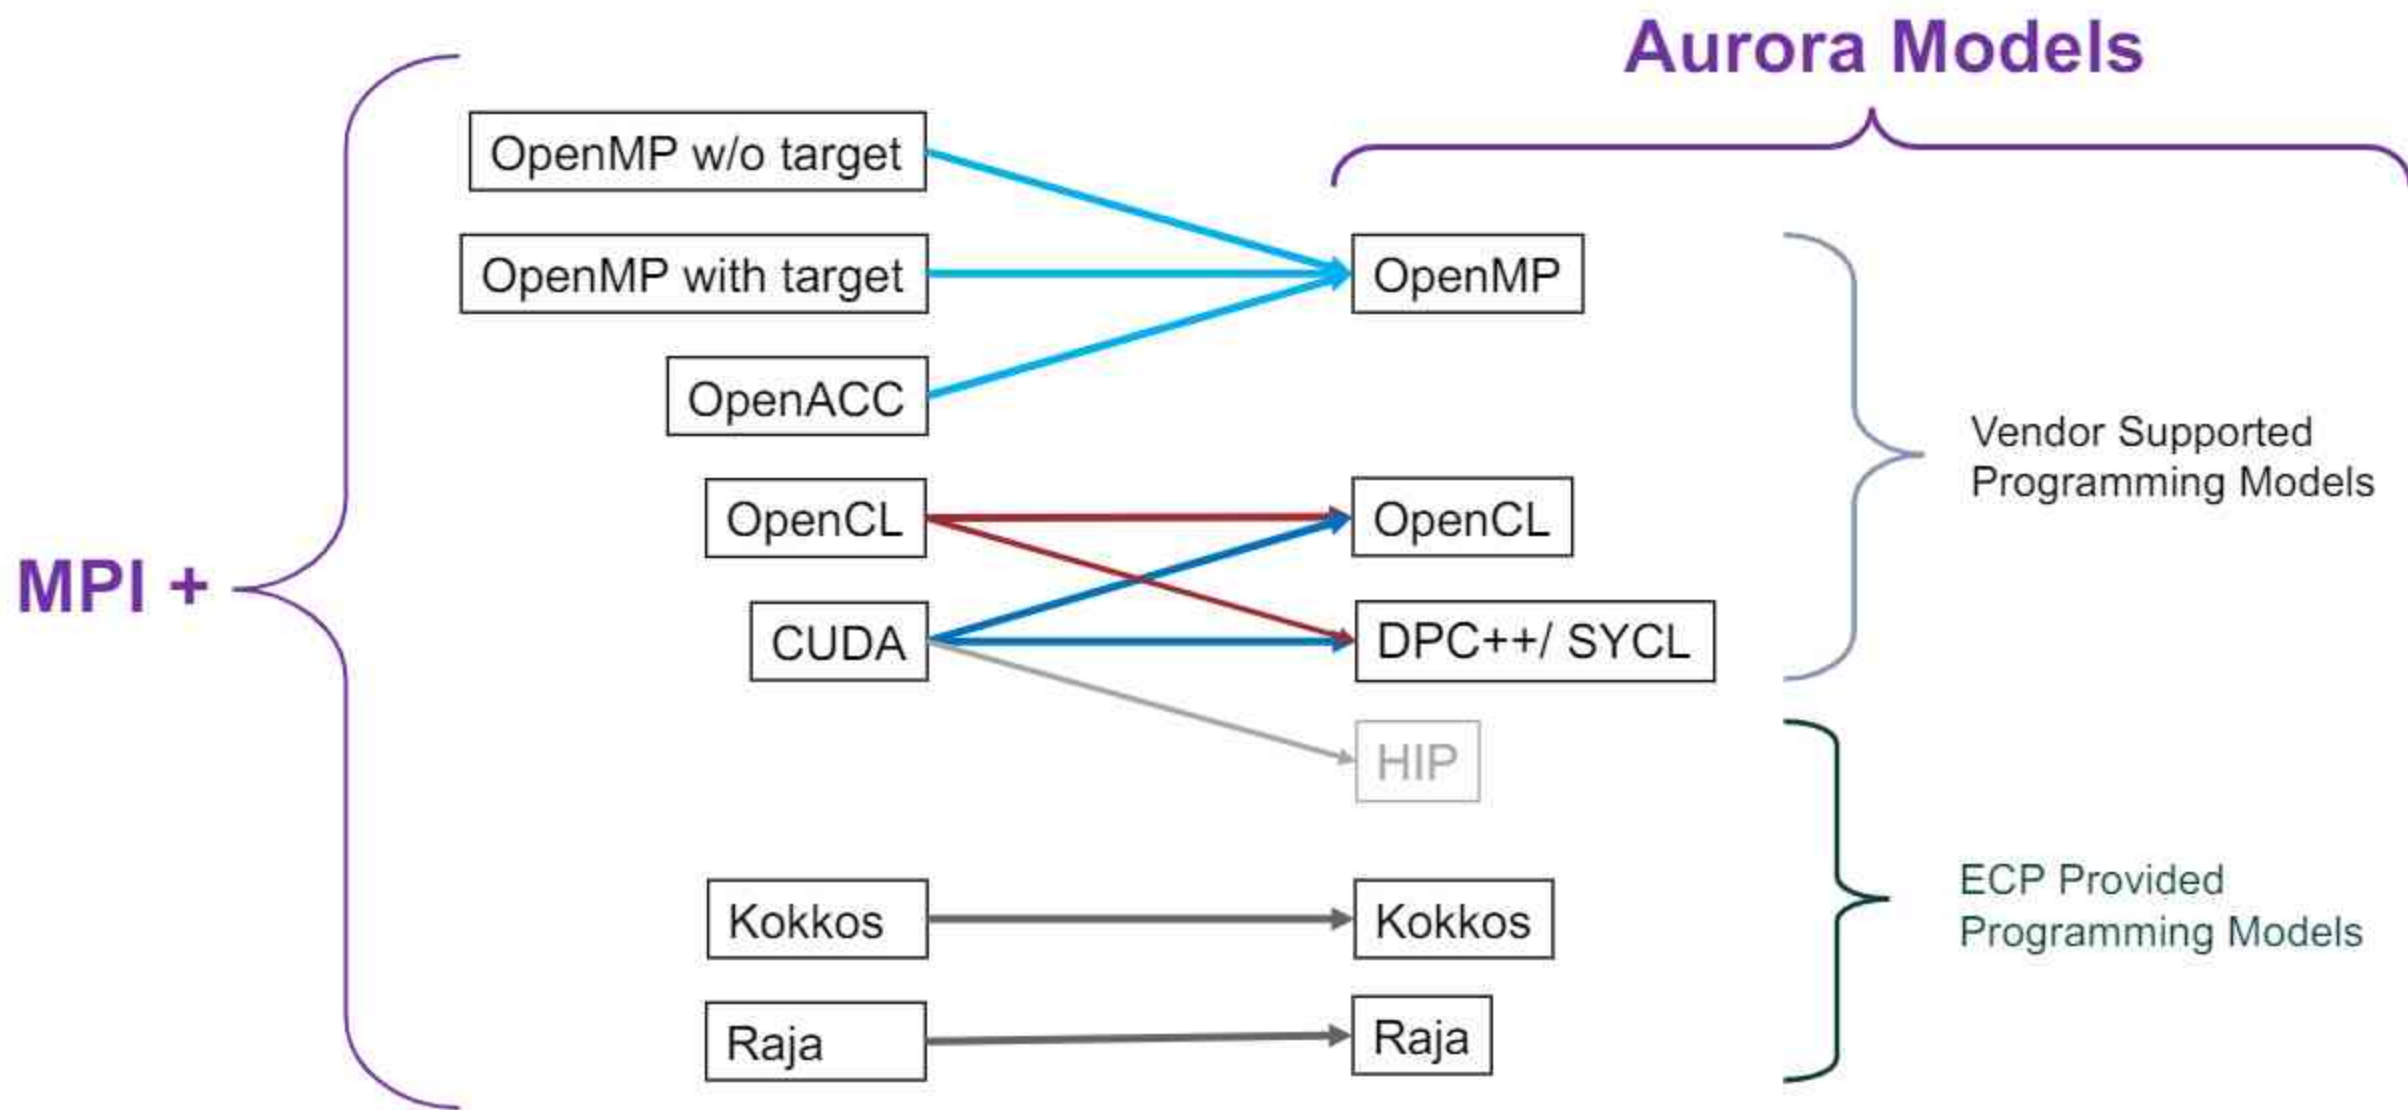 Aurora Models
MPI +
OpenMP w/o target
OpenMP with target
OpenACC
OpenCL
CUDA
Kokkos
Raja
OpenMP
OpenCL
DPC++/ SYCL
HIP
Kokkos
Raja
Vendor Supported
Programming Models
ECP Provided
Programming Models